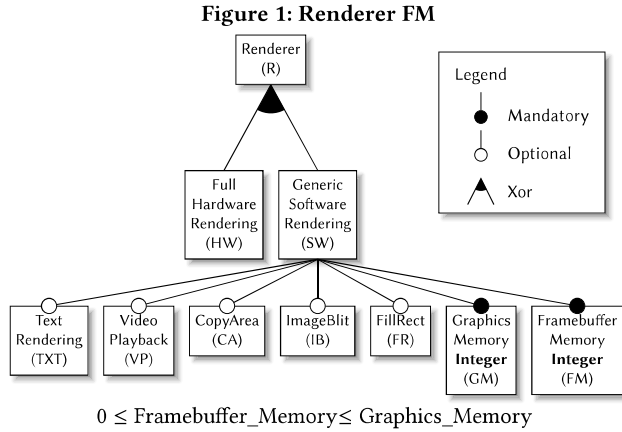 Figure 1: Renderer FM
Renderer
(R)
Legend
Mandatory
Optional
Xor
Full
Hardware
Rendering
(HW)
Generic
Software
Rendering
(SW)
Text
Rendering
(TXT)
Video
Playback
(VP)
CopyArea
(CA)
ImageBlit
(IB)
FillRect
(FR)
Graphics
Memory
Integer
(GM)
Framebuffer
Memory
Integer
(FM)
0 ≤ Framebuffer_Memory≤ Graphics_Memory